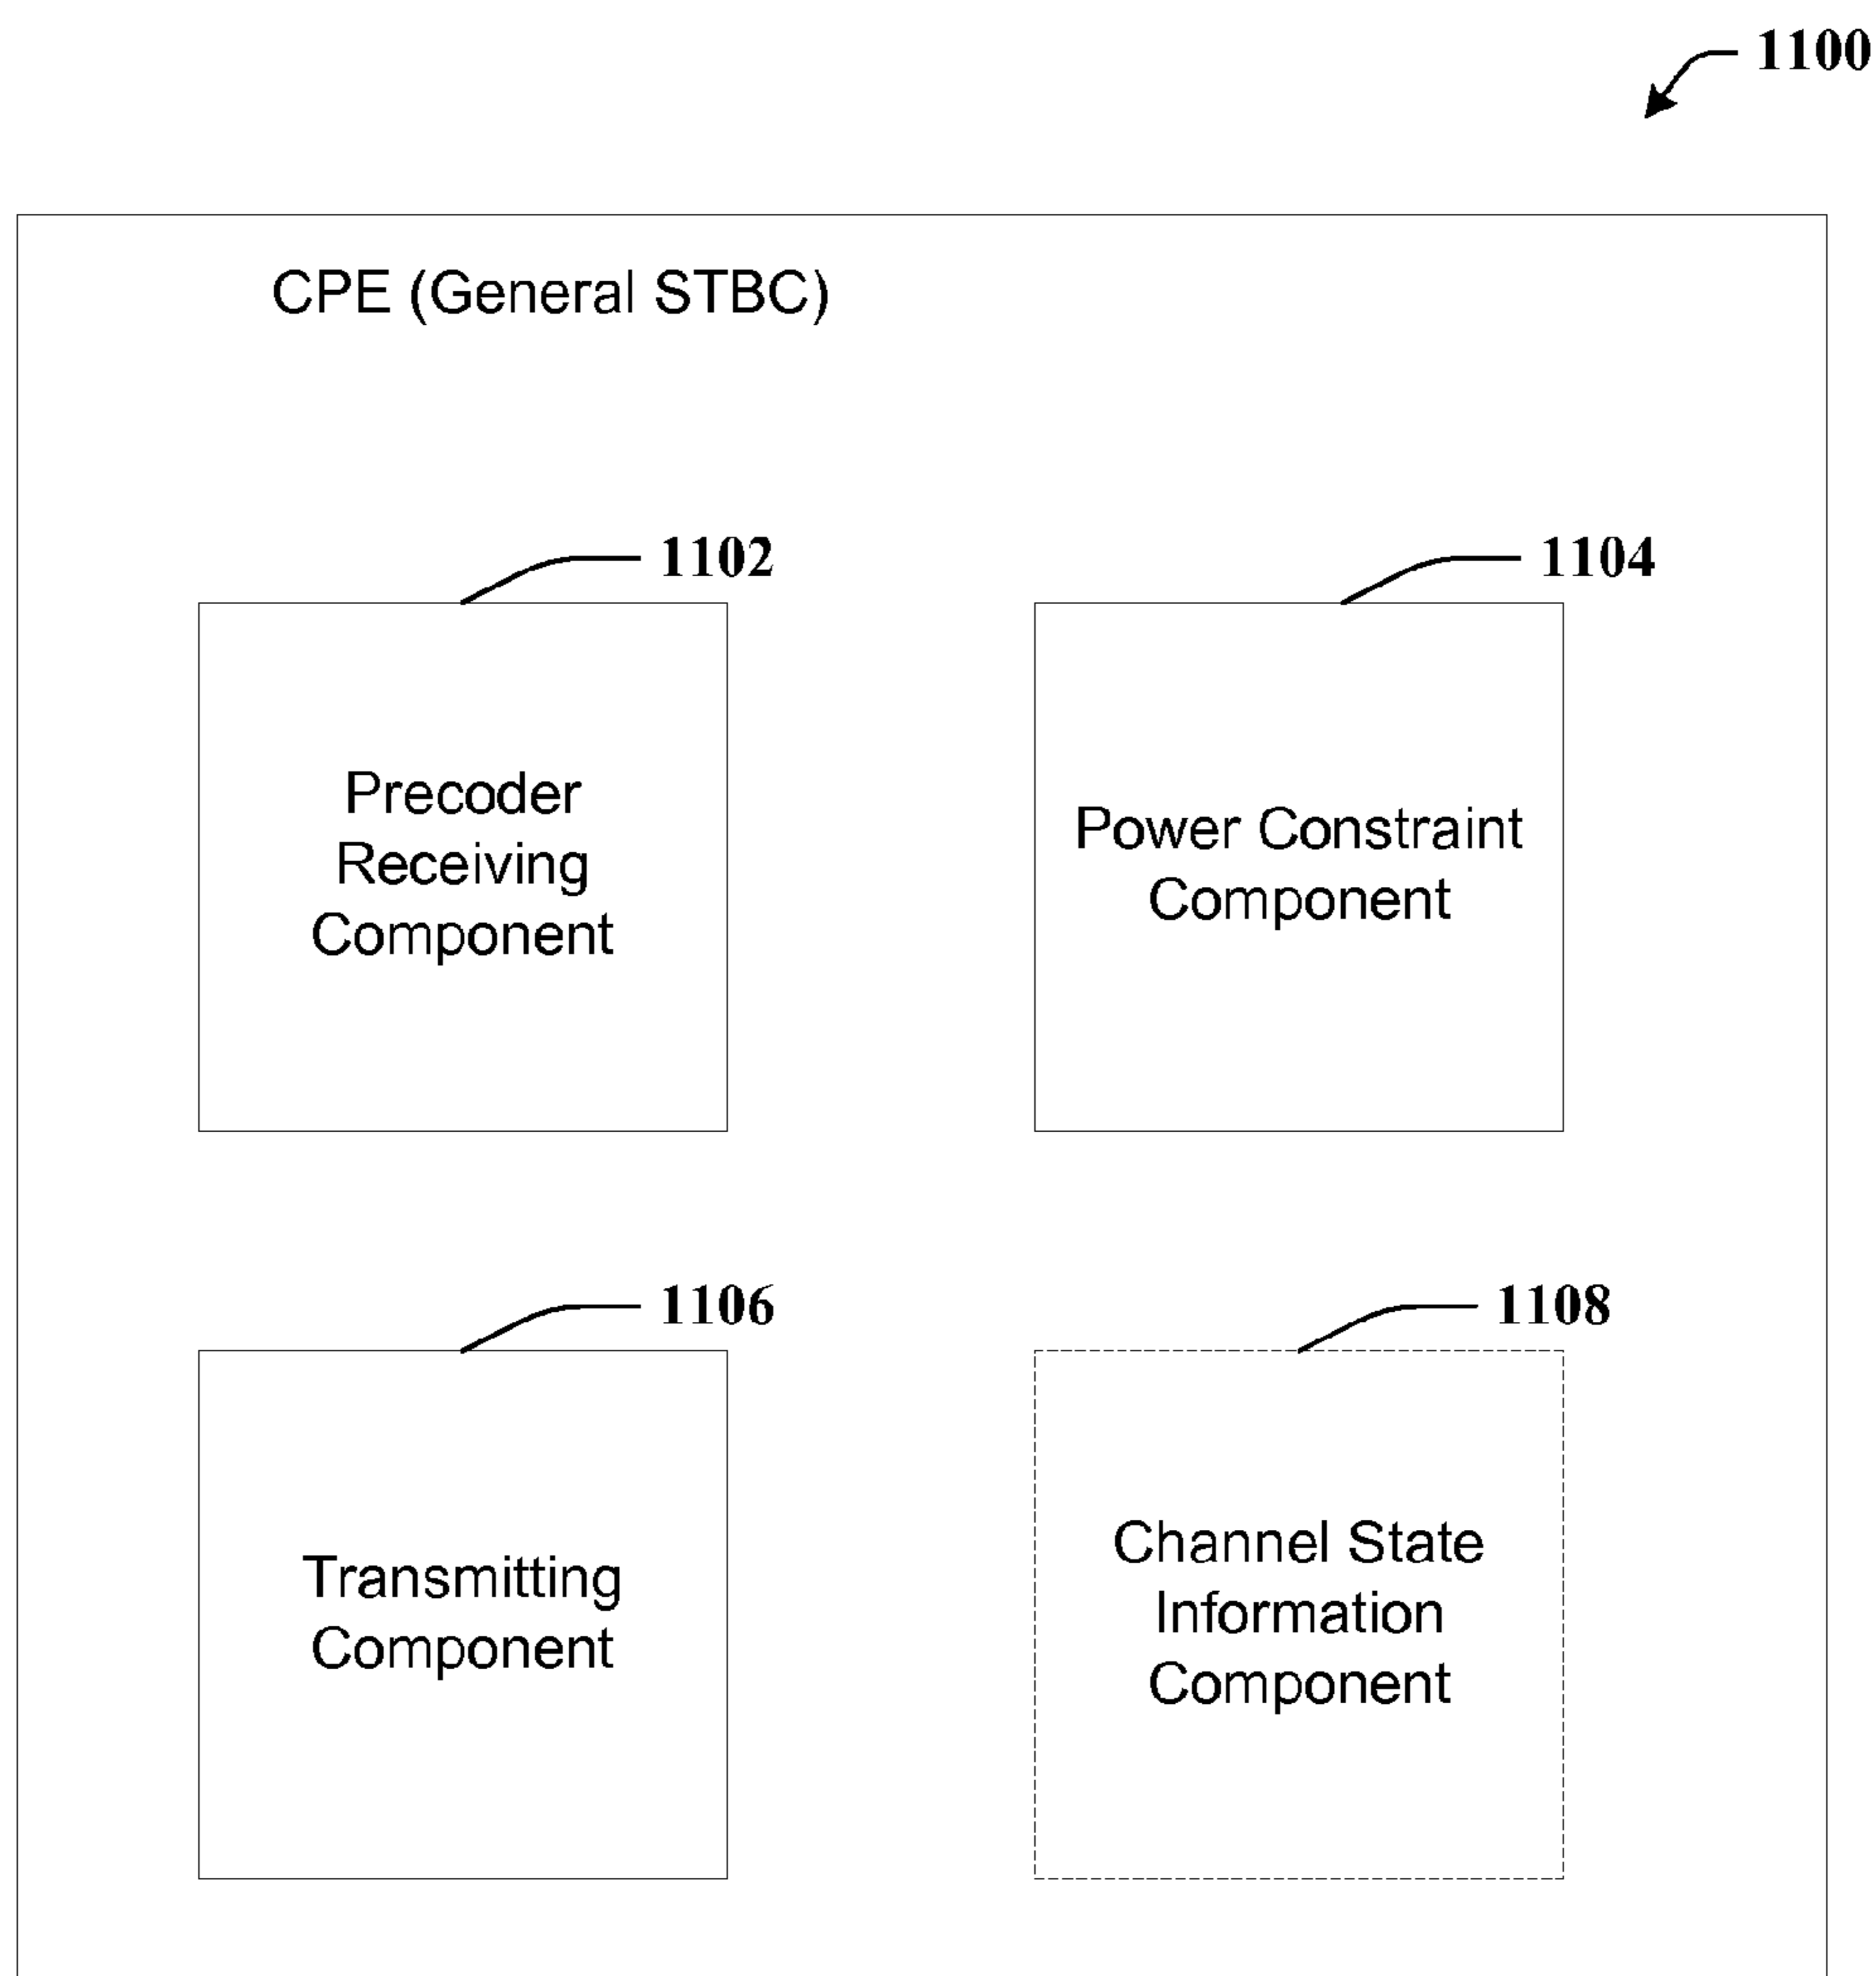 1100
CPE (General STBC)
1102
1104
Precoder
Receiving
Component
Power Constraint
Component
1106
1108
Transmitting
Component
Channel State
Information
Component